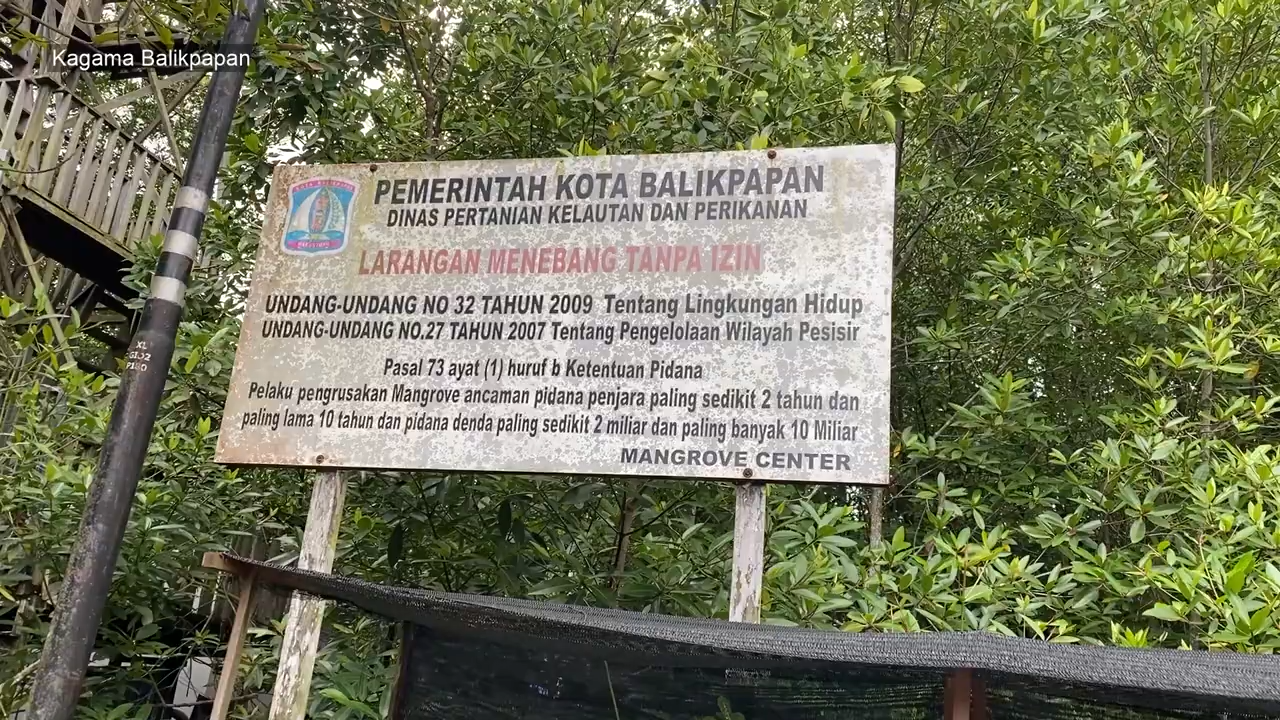 Kagama Balikpapan
PEMERINTAH KOTA BALIKPAPAN
DINAS PERTANIAN KELAUTAN DAN PERIKANAN
LARANGAN MENEBANG TANPA IZIN
UNDANG-UNDANG NO 32 TAHUN 2009 Tentang Lingkungan Hidup
UNDANG-UNDANG NO.27 TAHUN 2007 Tentang Pengelolaan Wilayah Pesisir
Pasal 73 ayat (1) huruf b Ketentuan Pidana
Pelaku pengrusakan Mangrove ancaman pidana penjara paling sedikit 2 tahun dan
paling lama 10 tahun dan pidana denda paling sedikit 2 miliar dan paling banyak 10 Miliar
MANGROVE CENTER
XL